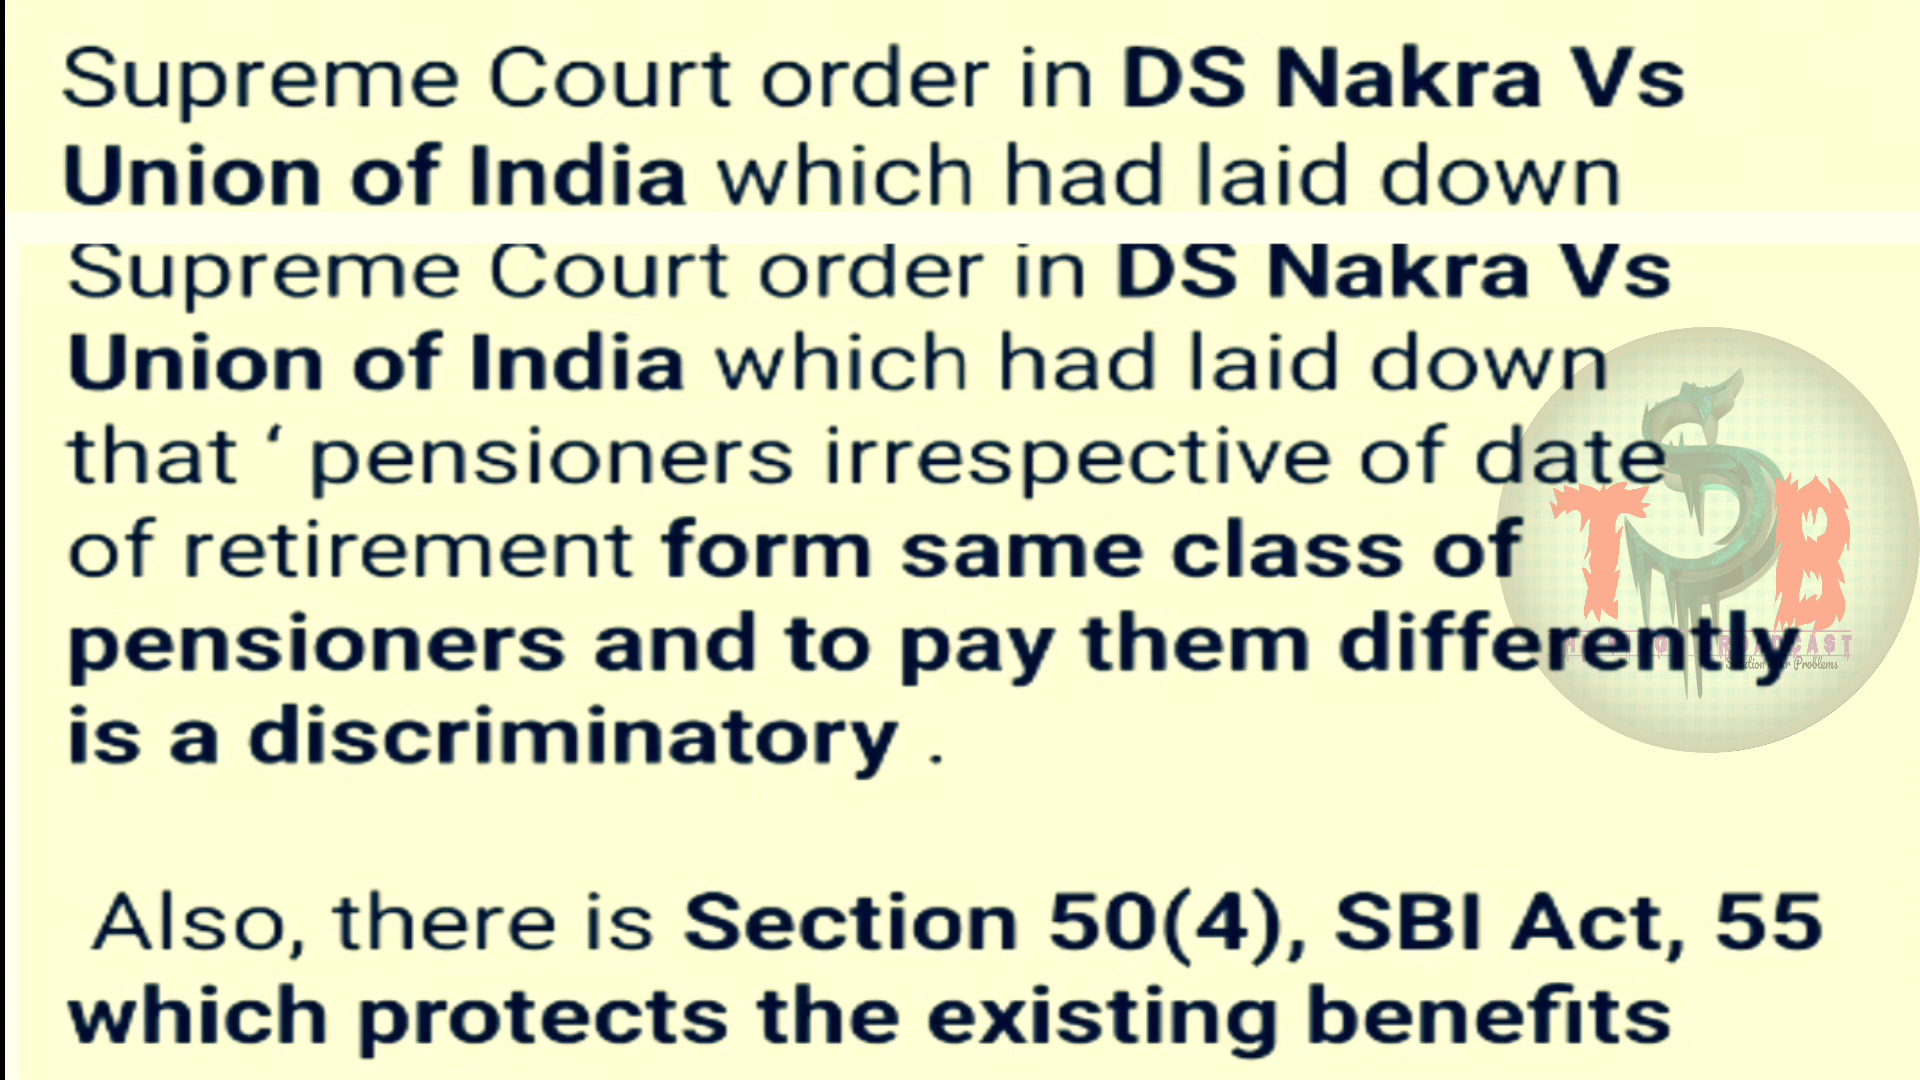 Supreme Court order in DS Nakra Vs
Union of India which had laid down
Supreme Court order in DS Nakra Vs
Union of India which had laid down
that ‘ pensioners irrespective of date
of retirement form same class of
pensioners and to pay them differently
is a discriminatory .
Also, there is Section 50(4), SBI Act, 55
which protects the existing benefits
T B
Problems